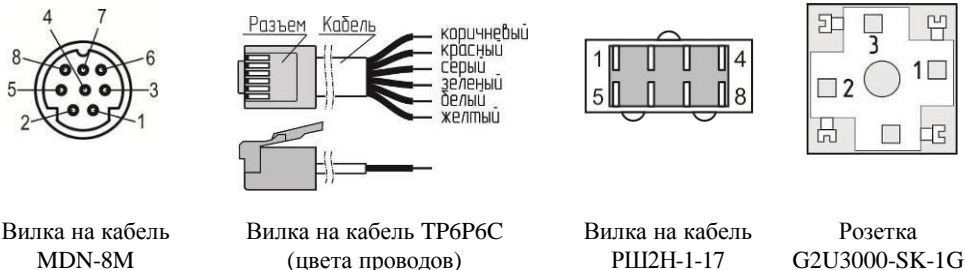 4 7
8 6
5 3
2 1
Разъем Кабель
коричневый
красный
серый
зеленый
белый
желтый
1 4
5 8
3
1
2
Вилка на кабель
MDN-8M
Вилка на кабель TP6P6C
(цвета проводов)
Вилка на кабель
РШ2Н-1-17
Розетка
G2U3000-SK-1G